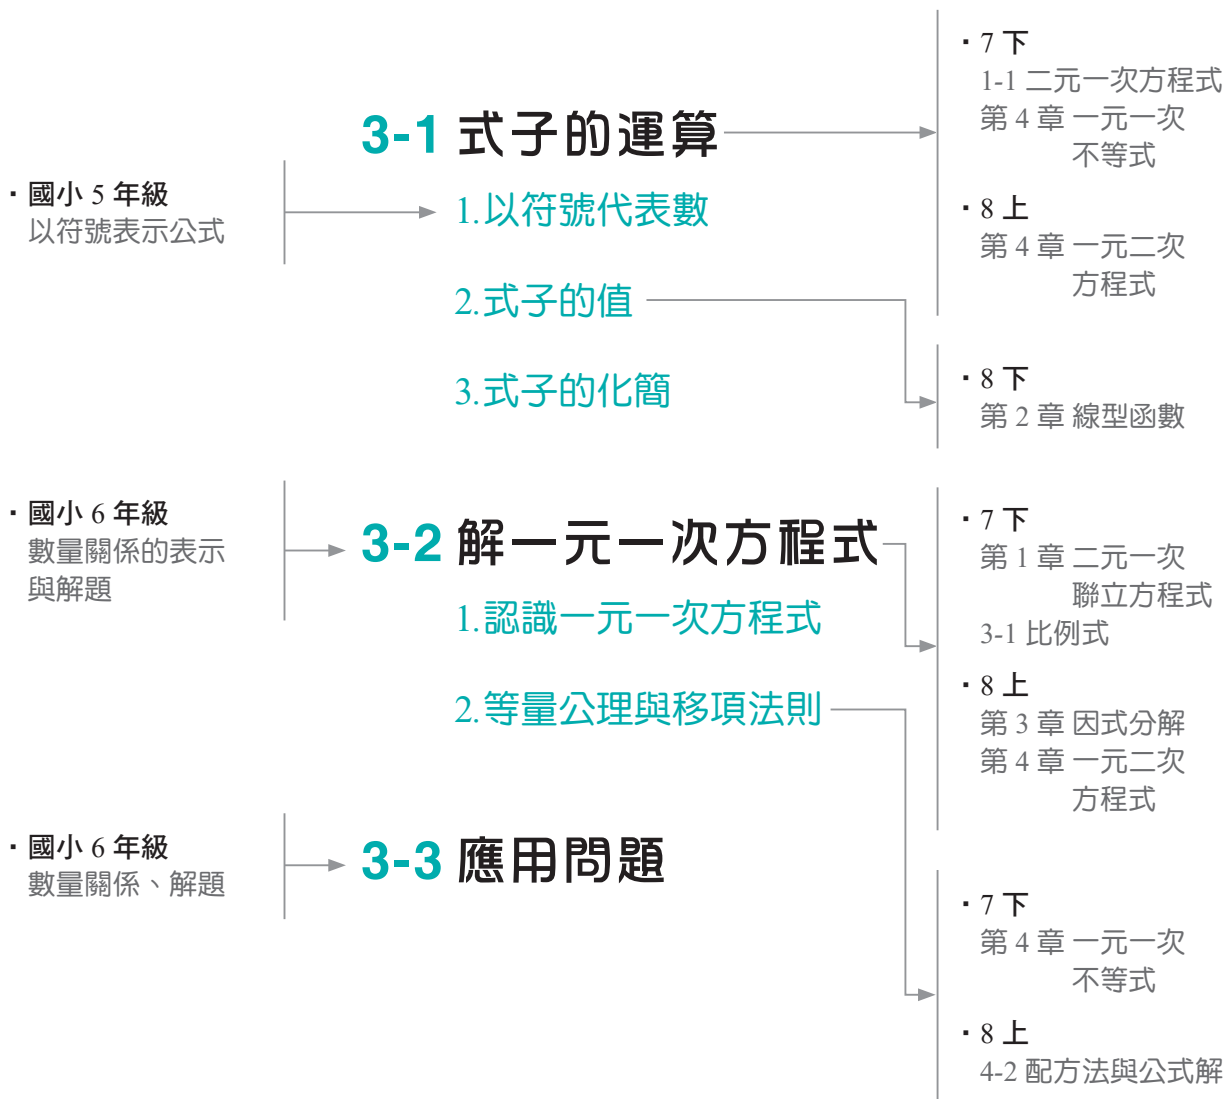 ・國小 5 年級
以符號表示公式
・國小 6 年級
數量關係的表示
與解題
・國小 6 年級
數量關係、解題
3-1 式子的運算
1.以符號代表數
2.式子的值
3.式子的化簡
3-2 解一元一次方程式
1.認識一元一次方程式
2.等量公理與移項法則
3-3 應用問題
・7 下
1-1 二元一次方程式
第 4 章 一元一次
不等式
・8 上
第 4 章 一元二次
方程式
・8 下
第 2 章 線型函數
・7 下
第 1 章 二元一次
聯立方程式
3-1 比例式
・8 上
第 3 章 因式分解
第 4 章 一元二次
方程式
・7 下
第 4 章 一元一次
不等式
・8 上
4-2 配方法與公式解